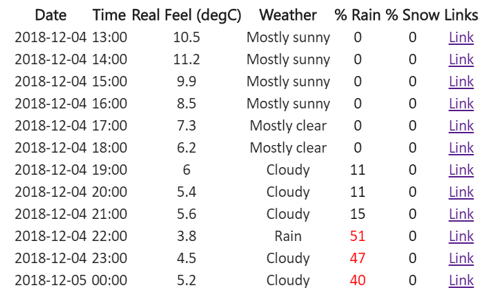 Date Time Real Feel (degC) Weather % Rain % Snow Links
2018-12-04 13:00 10.5 Mostly sunny 0 0 Link
2018-12-04 14:00 11.2 Mostly sunny 0 0 Link
2018-12-04 15:00 9.9 Mostly sunny 0 0 Link
2018-12-04 16:00 8.5 Mostly sunny 0 0 Link
2018-12-04 17:00 7.3 Mostly clear 0 0 Link
2018-12-04 18:00 6.2 Mostly clear 0 0 Link
2018-12-04 19:00 6 Cloudy 11 0 Link
2018-12-04 20:00 5.4 Cloudy 11 0 Link
2018-12-04 21:00 5.6 Cloudy 15 0 Link
2018-12-04 22:00 3.8 Rain 51 0 Link
2018-12-04 23:00 4.5 Cloudy 47 0 Link
2018-12-05 00:00 5.2 Cloudy 40 0 Link